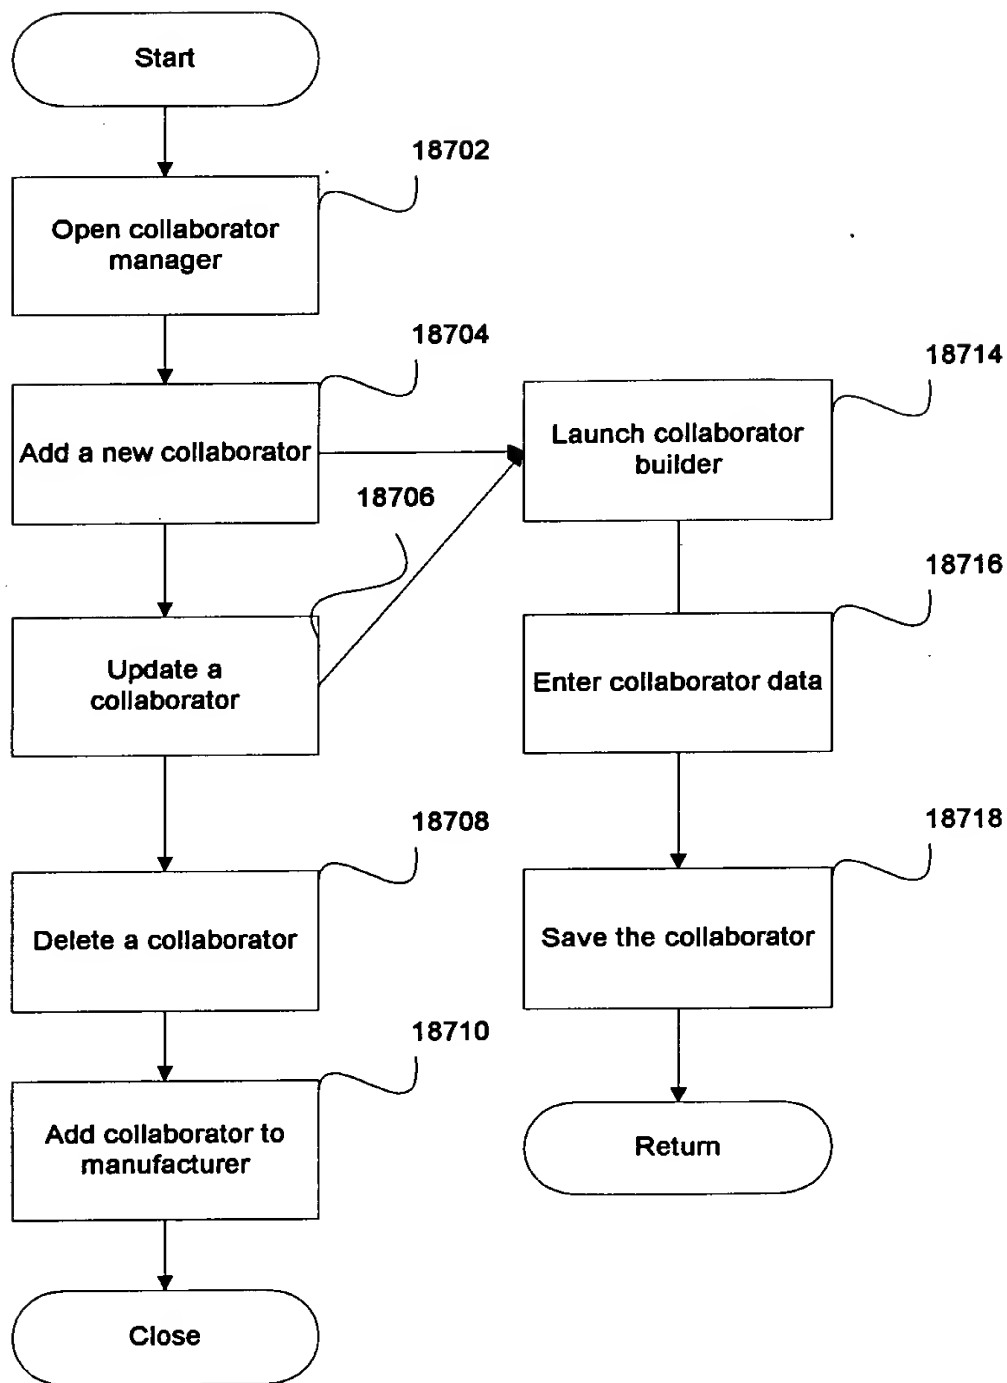 Start
18702
Open collaborator
manager
18704
Add a new collaborator
18706
Update a
collaborator
18708
Delete a collaborator
18710
Add collaborator to
manufacturer
Close
18714
Launch collaborator
builder
18716
Enter collaborator data
18718
Save the collaborator
Return